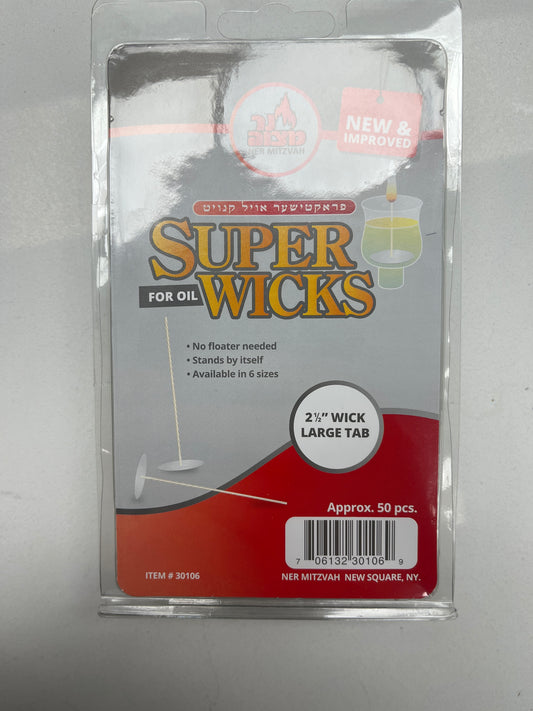 נר
מצוה
NER MITZVAH
NEW &
IMPROVED
פראקטישער אויל קנויט
SUPER
FOR OIL WICKS
• No floater needed
• Stands by itself
• Available in 6 sizes
2 ½” WICK
LARGE TAB
Approx. 50 pcs.
7 06132 30106 9
ITEM # 30106
NER MITZVAH NEW SQUARE, NY.